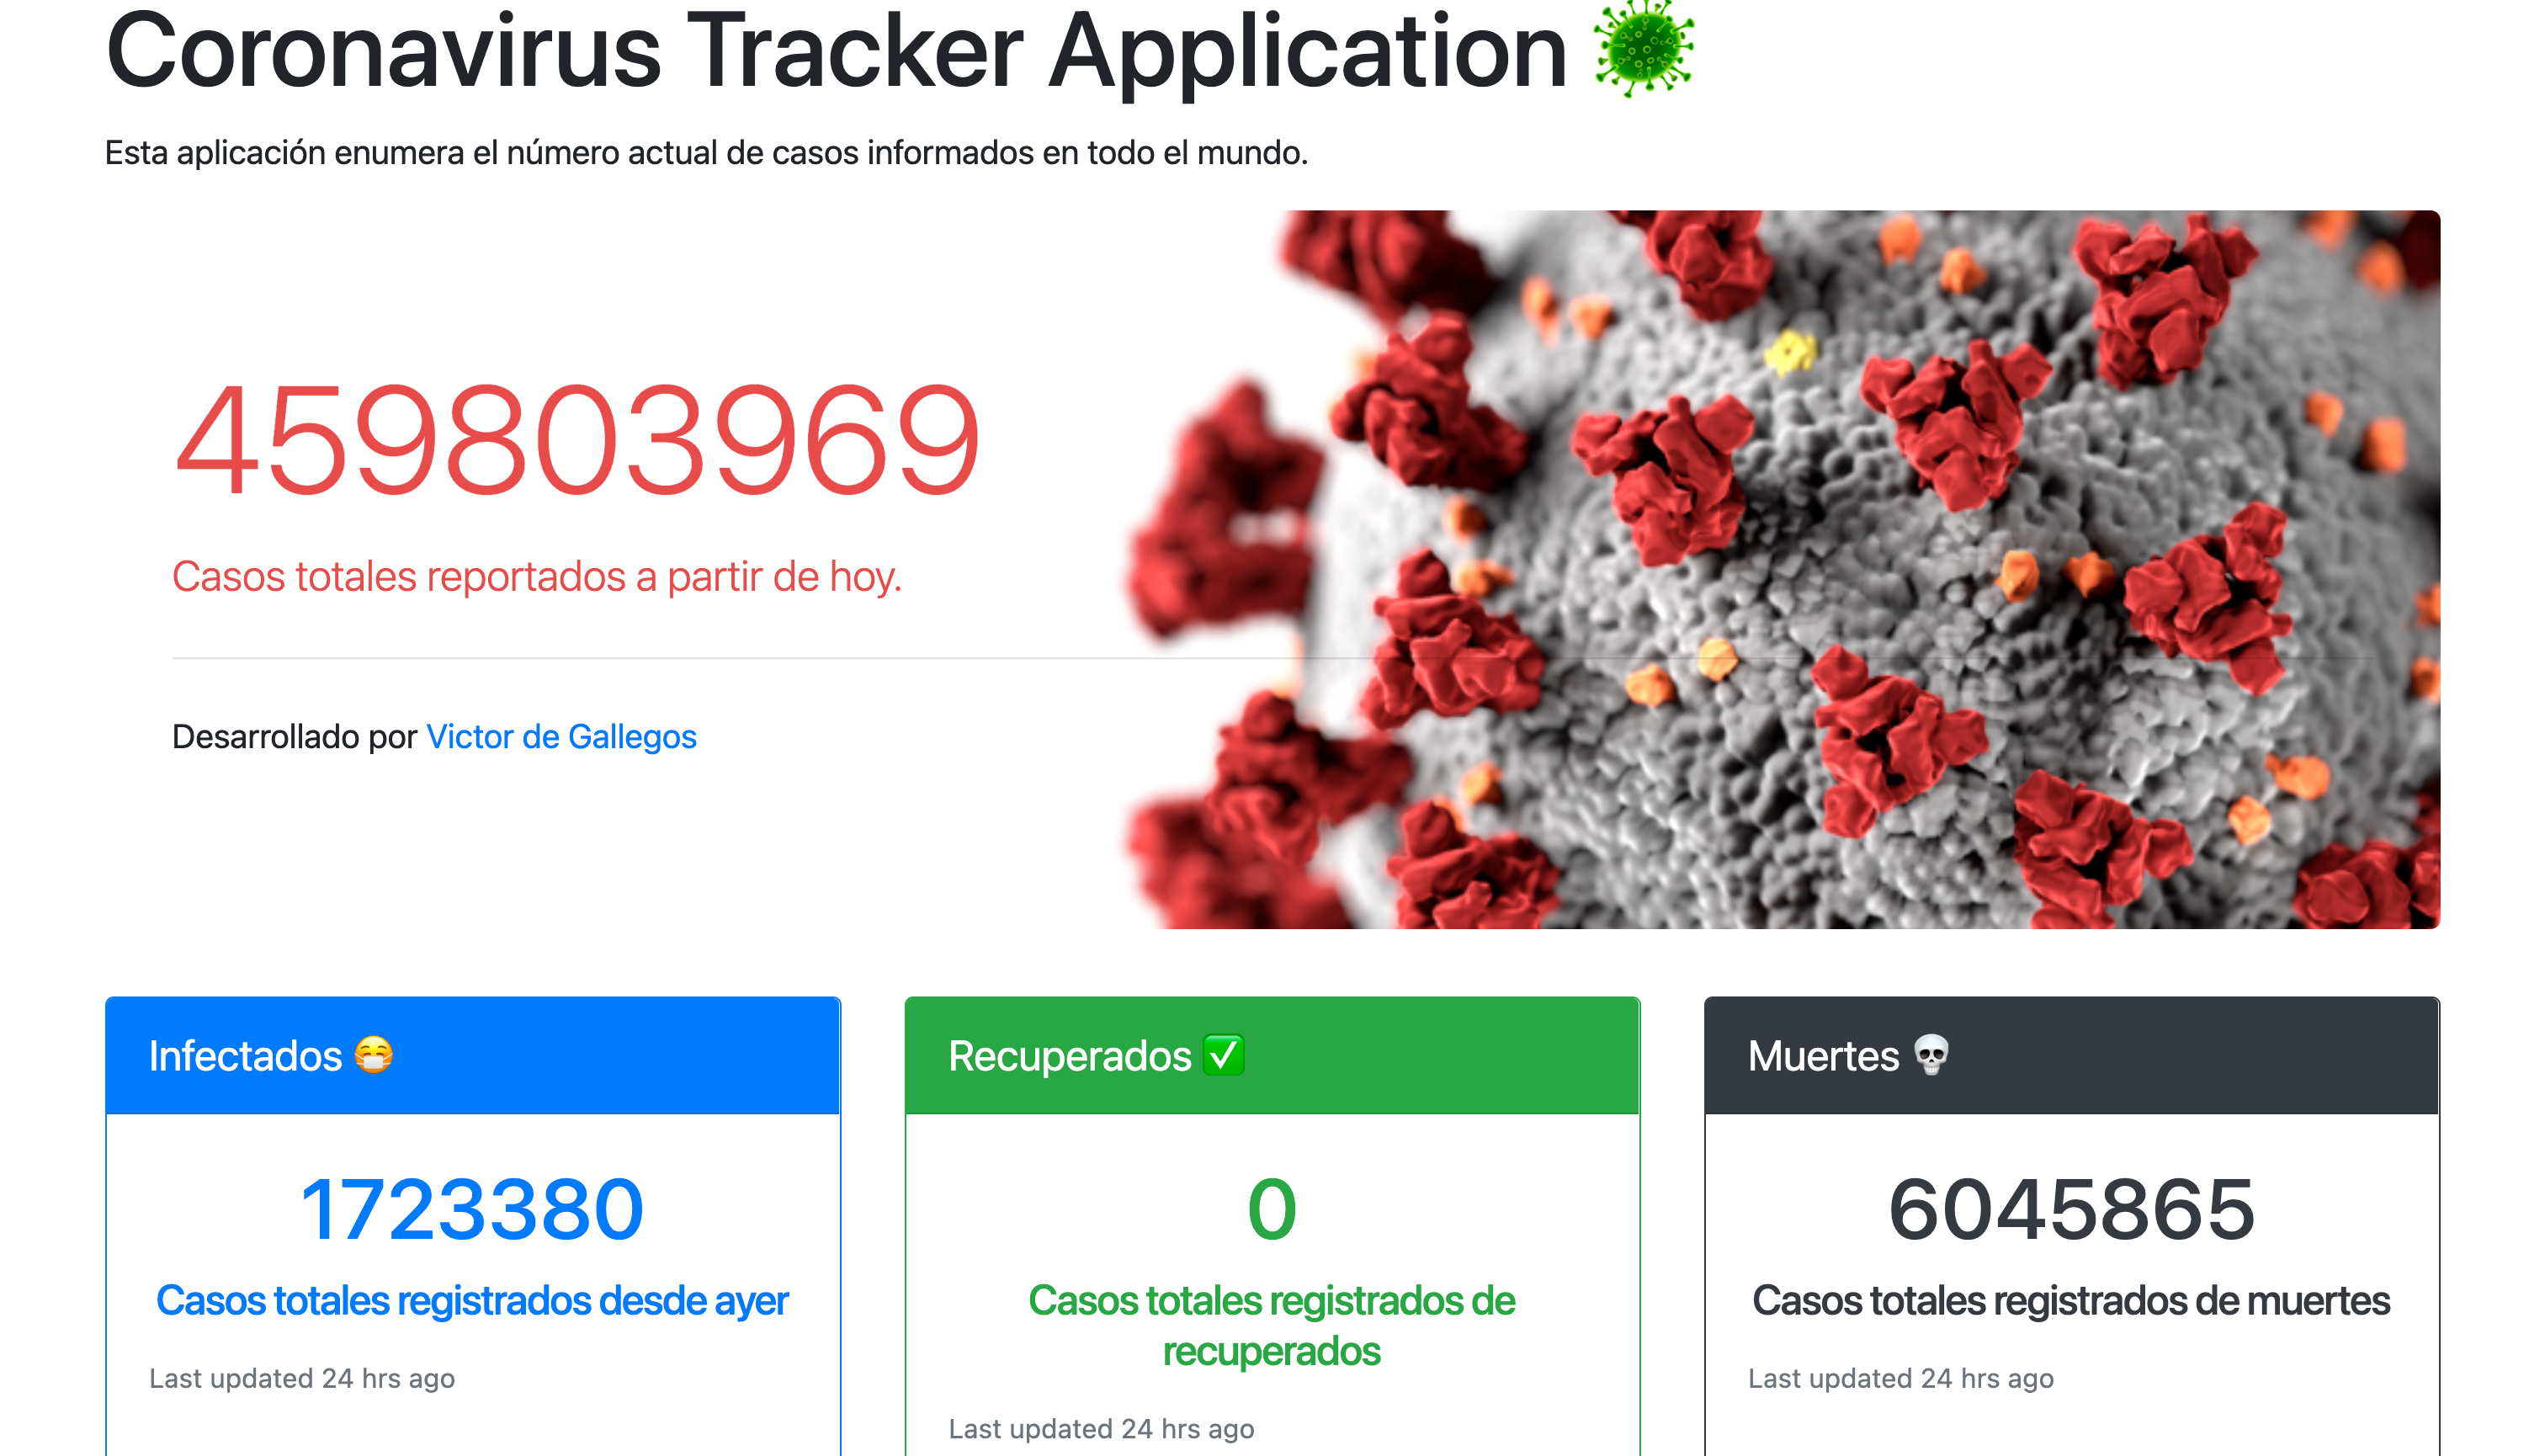 Coronavirus Tracker Application
Esta aplicación enumera el número actual de casos informados en todo el mundo.
459803969
Casos totales reportados a partir de hoy.
Desarrollado por Victor de Gallegos
Infectados
1723380
Casos totales registrados desde ayer
Last updated 24 hrs ago
Recuperados
0
Casos totales registrados de
recuperados
Last updated 24 hrs ago
Muertes
6045865
Casos totales registrados de muertes
Last updated 24 hrs ago